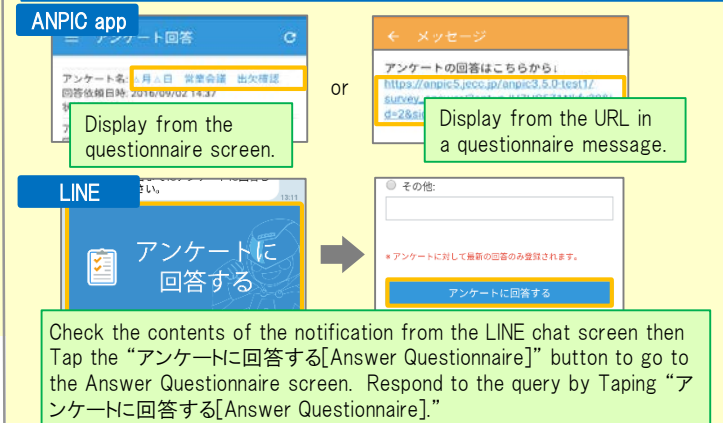 ANPIC app
アンケート回答
アンケート名: △月△日 営業会議 出欠確認
回答依頼日時: 2016/09/02 14:37
Display from the
questionnaire screen.
or
メッセージ
アンケートの回答はこちらから↓
https://anpic5.jecc.jp/anpic3.5.0-test1/
Display from the URL in
a questionnaire message.
LINE
さい。
13:11
アンケートに
回答する
その他:
* アンケートに対して最新の回答のみ登録されます。
アンケートに回答する
Check the contents of the notification from the LINE chat screen then
Tap the “アンケートに回答する[Answer Questionnaire]” button to go to
the Answer Questionnaire screen. Respond to the query by Taping “ア
ンケートに回答する[Answer Questionnaire].”